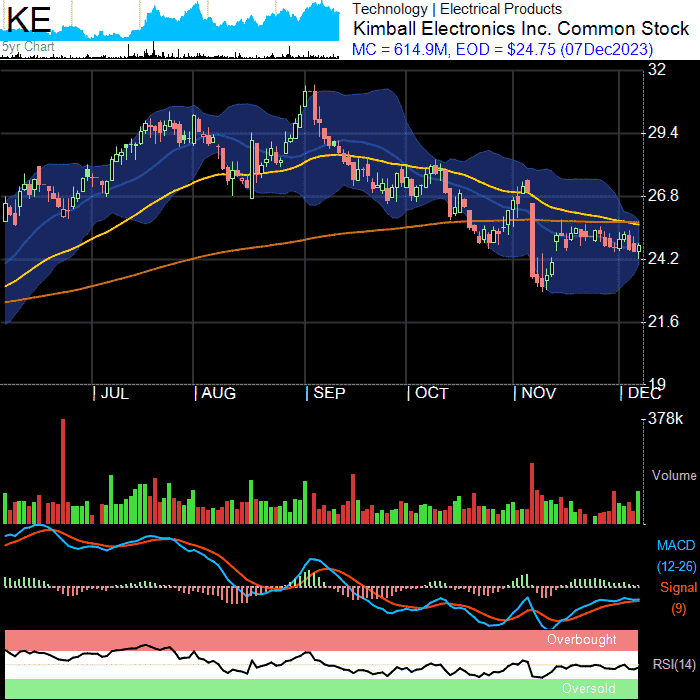 KE
5yr Chart
Technology | Electrical Products
Kimball Electronics Inc. Common Stock
MC = 614.9M, EOD = $24.75 (07Dec2023)
32
29.4
26.8
24.2
21.6
19
| JUL
| AUG
| SEP
| OCT
| NOV
| DEC
378k
Volume
MACD
(12-26)
Signal
(9)
Overbought
RSI(14)
Oversold